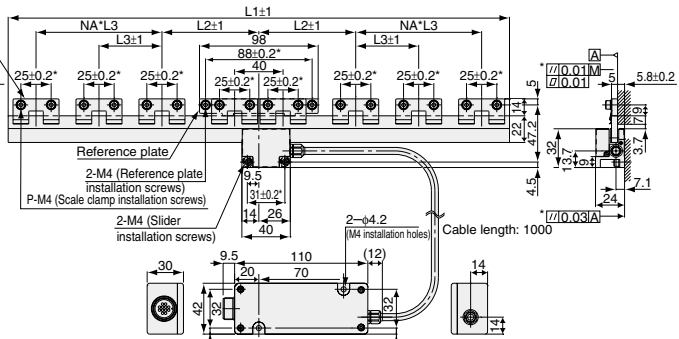 L1±1
NA*L3
L2±1
L2±1
NA*L3
L3±1
98
L3±1
88±0.2*
40
25±0.2*
25±0.2*
25±0.2*
25±0.2*
25±0.2*
25±0.2*
25±0.2*
5
14
22
47.2
4.5
A
* // 0.01 M
0.01
5
5.8±0.2
9
7
3.7
32
13.7
9
7.1
24
* // 0.03 A
Reference plate
2-M4 (Reference plate
installation screws)
P-M4 (Scale clamp installation screws)
2-M4 (Slider
installation screws)
9.5
31±0.2*
14
26
40
2−φ4.2
(M4 installation holes)
Cable length: 1000
30
9.5
110
(12)
20
70
42
32
32
14
14